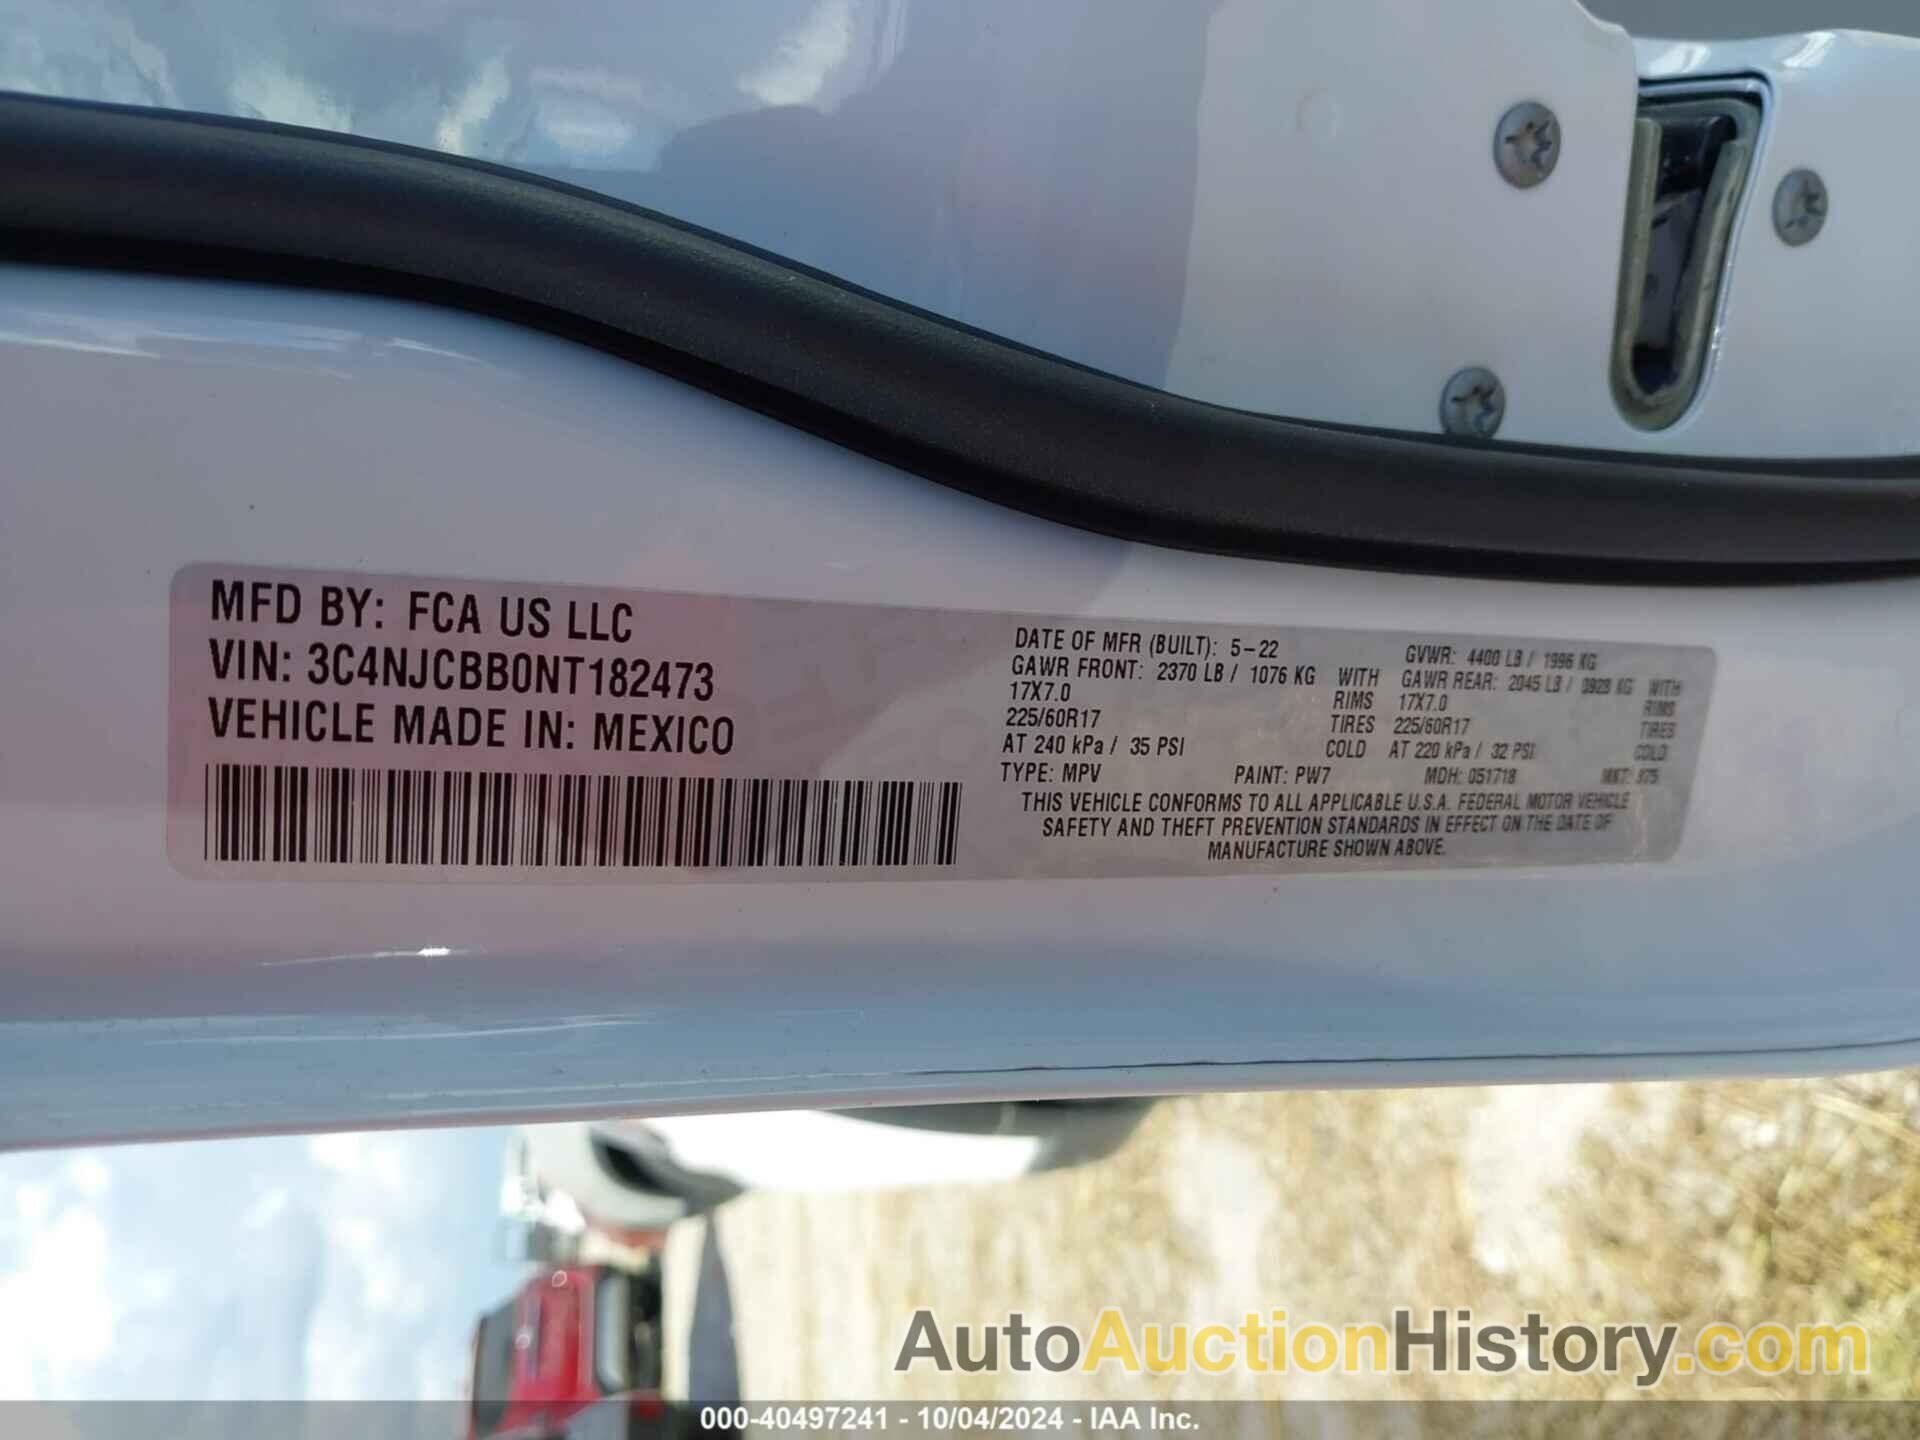 MFD BY: FCA US LLC
VIN: 3C4NJCBB0NT182473
VEHICLE MADE IN: MEXICO
DATE OF MFR (BUILT): 5-22 GVWR: 4400 LB / 1996 KG
GAWR FRONT: 2370 LB / 1076 KG WITH GAWR REAR: 2045 LB / 0928 KG WITH
17X7.0 RIMS 17X7.0 RIMS
225/60R17 TIRES 225/60R17 TIRES
AT 240 kPa / 35 PSI COLD AT 220 kPa / 32 PSI COLD
TYPE: MPV PAINT: PW7 MDH: 051718 MKT: 975
THIS VEHICLE CONFORMS TO ALL APPLICABLE U.S.A. FEDERAL MOTOR VEHICLE
SAFETY AND THEFT PREVENTION STANDARDS IN EFFECT ON THE DATE OF
MANUFACTURE SHOWN ABOVE.
AutoAuctionHistory.com
000-40497241 - 10/04/2024 - IAA Inc.